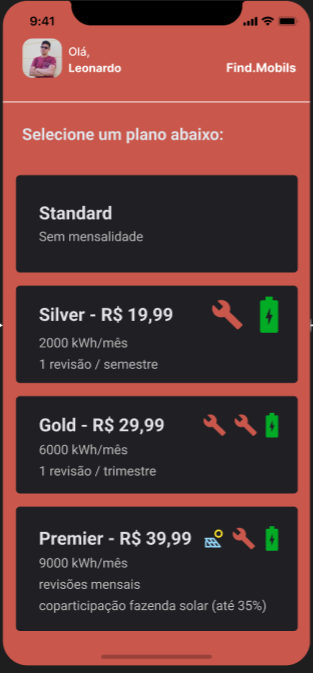 9:41
Olá,
Leonardo
Find.Mobils
Selecione um plano abaixo:
Standard
Sem mensalidade
Silver - R$ 19,99
2000 kWh/mês
1 revisão / semestre
Gold - R$ 29,99
6000 kWh/mês
1 revisão / trimestre
Premier - R$ 39,99
9000 kWh/mês
revisões mensais
coparticipação fazenda solar (até 35%)